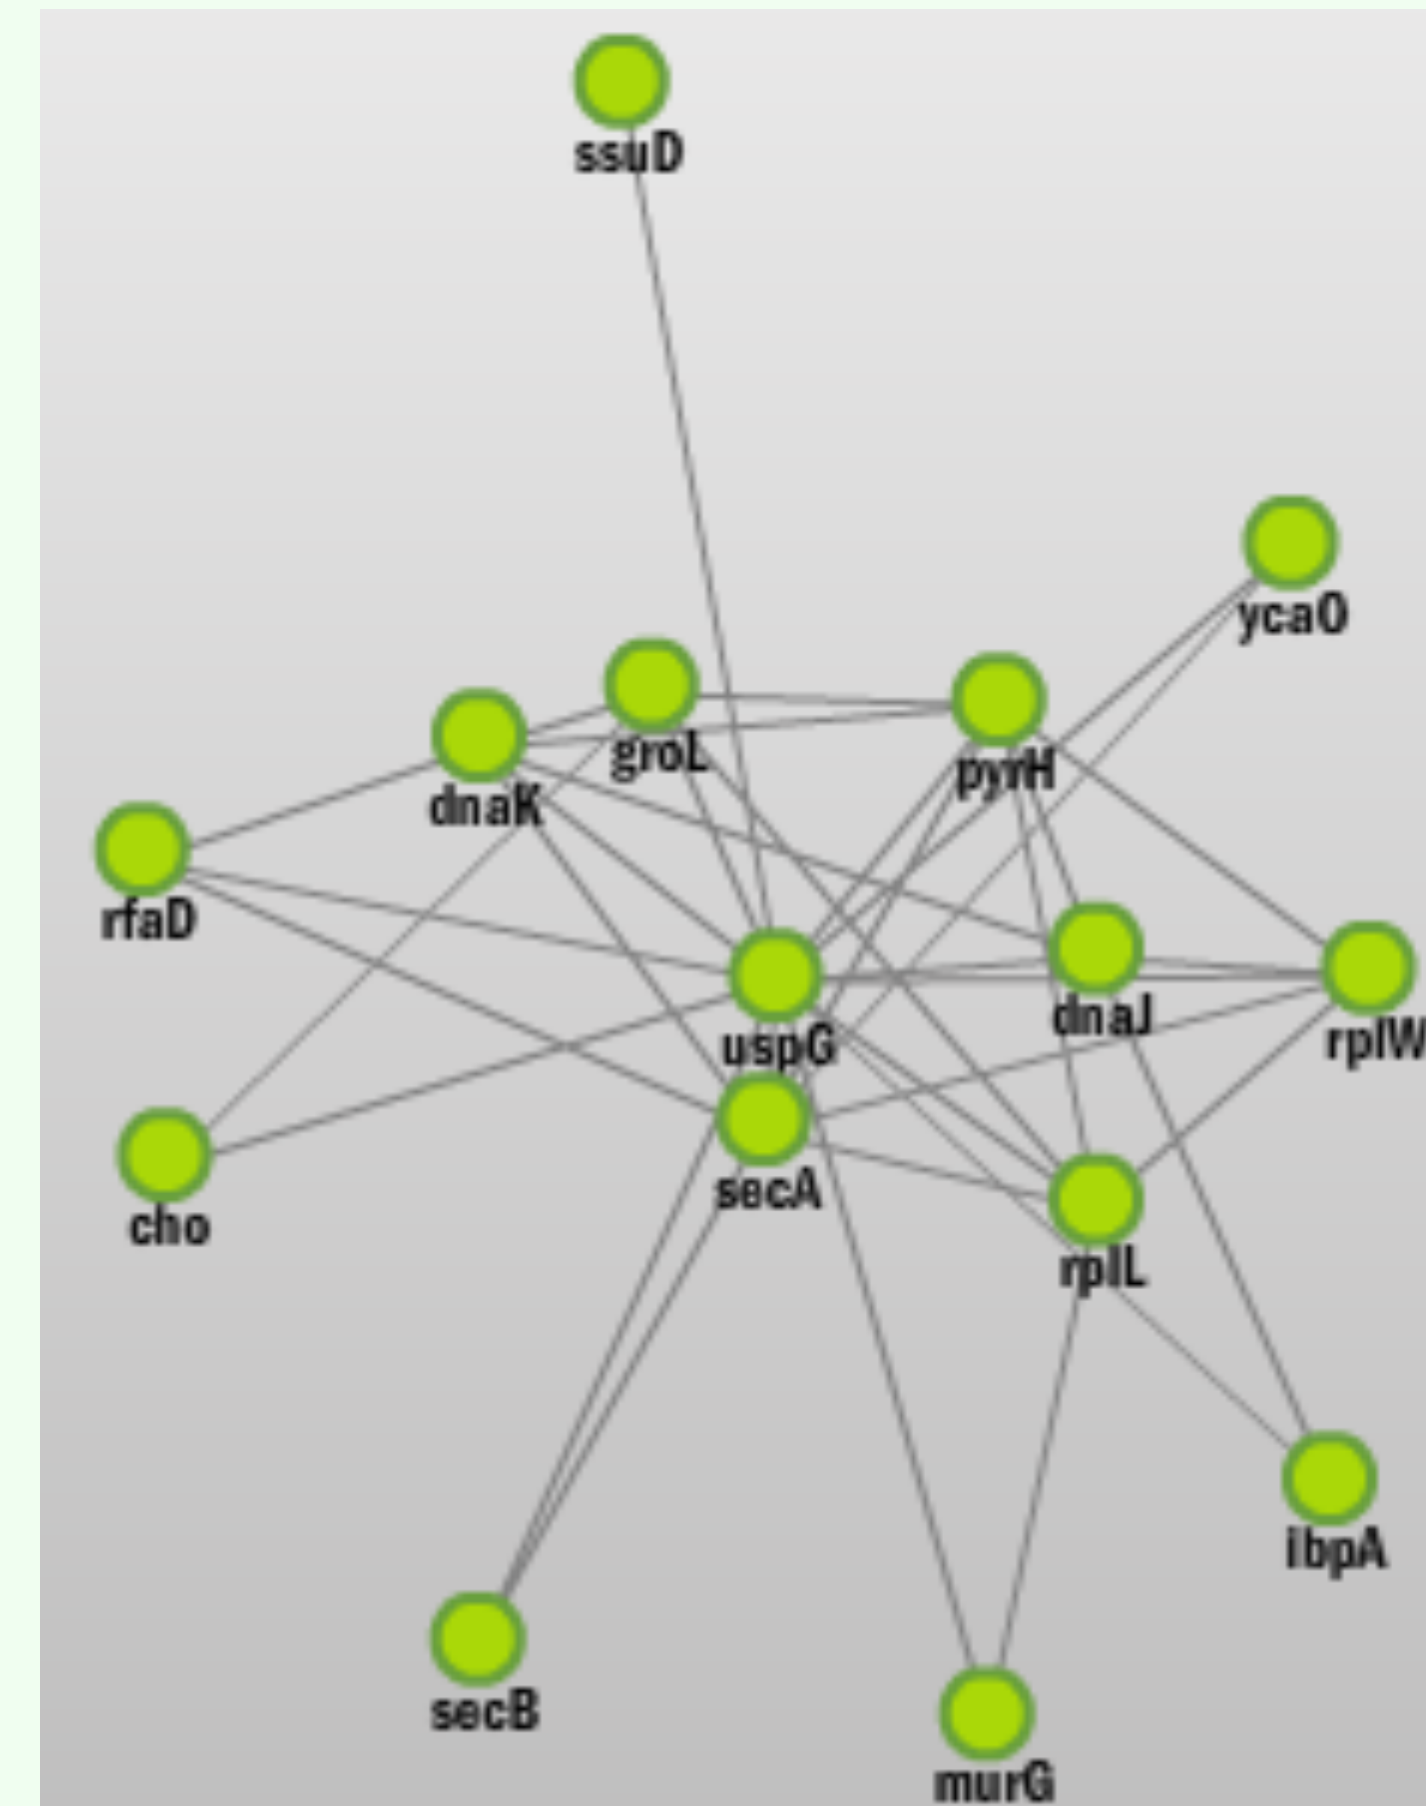 ssuD
ycaO
groL
pyrH
dnaK
rfaD
dnaJ
rplW
uspG
secA
cho
rplL
ibpA
secB
murG